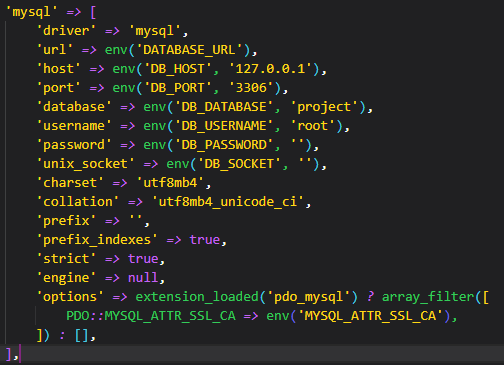 'mysql' => [
'driver' => 'mysql',
'url' => env('DATABASE_URL'),
'host' => env('DB_HOST', '127.0.0.1'),
'port' => env('DB_PORT', '3306'),
'database' => env('DB_DATABASE', 'project'),
'username' => env('DB_USERNAME', 'root'),
'password' => env('DB_PASSWORD', ''),
'unix_socket' => env('DB_SOCKET', ''),
'charset' => 'utf8mb4',
'collation' => 'utf8mb4_unicode_ci',
'prefix' => '',
'prefix_indexes' => true,
'strict' => true,
'engine' => null,
'options' => extension_loaded('pdo_mysql') ? array_filter([
PDO::MYSQL_ATTR_SSL_CA => env('MYSQL_ATTR_SSL_CA'),
]) : [],
],